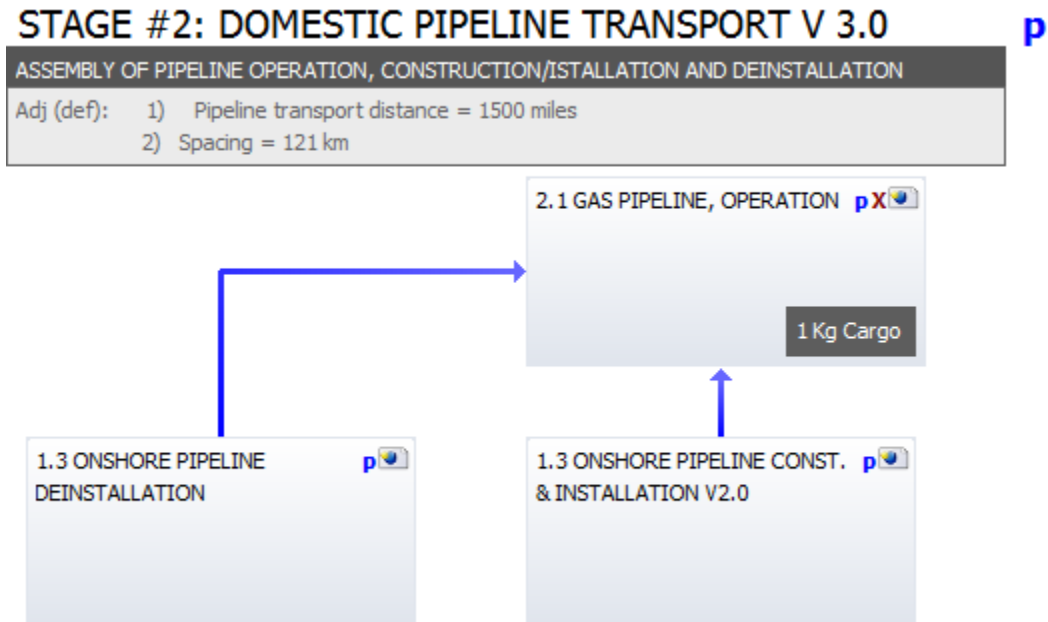 STAGE #2: DOMESTIC PIPELINE TRANSPORT V 3.0 p
ASSEMBLY OF PIPELINE OPERATION, CONSTRUCTION/ISTALLATION AND DEINSTALLATION
Adj (def): 1) Pipeline transport distance = 1500 miles
2) Spacing = 121 km
2.1 GAS PIPELINE, OPERATION p X
1 Kg Cargo
1.3 ONSHORE PIPELINE p
DEINSTALLATION
1.3 ONSHORE PIPELINE CONST. p
& INSTALLATION V2.0